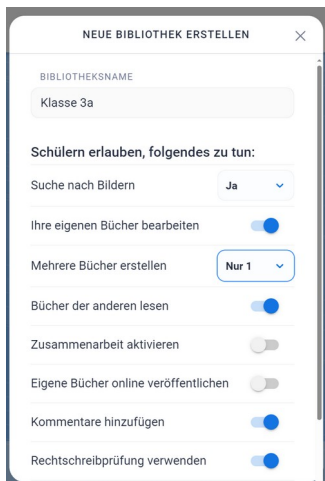 NEUE BIBLIOTHEK ERSTELLEN
BIBLIOTHEKSNAME
Klasse 3a
Schülern erlauben, folgendes zu tun:
Suche nach Bildern Ja
Ihre eigenen Bücher bearbeiten
Mehrere Bücher erstellen Nur 1
Bücher der anderen lesen
Zusammenarbeit aktivieren
Eigene Bücher online veröffentlichen
Kommentare hinzufügen
Rechtschreibprüfung verwenden